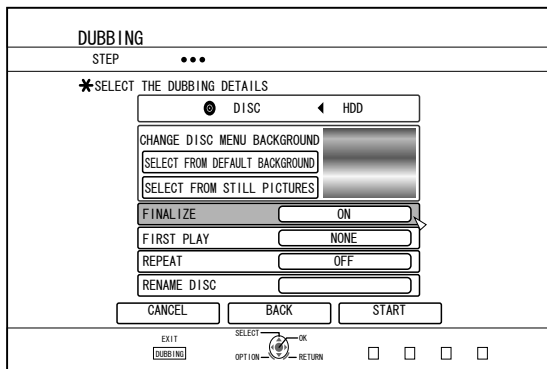 DUBBING
STEP
SELECT THE DUBBING DETAILS
DISC HDD
CHANGE DISC MENU BACKGROUND
SELECT FROM DEFAULT BACKGROUND
SELECT FROM STILL PICTURES
FINALIZE ON
FIRST PLAY NONE
REPEAT OFF
RENAME DISC
CANCEL BACK START
EXIT
DUBBING
SELECT OK
OPTION RETURN